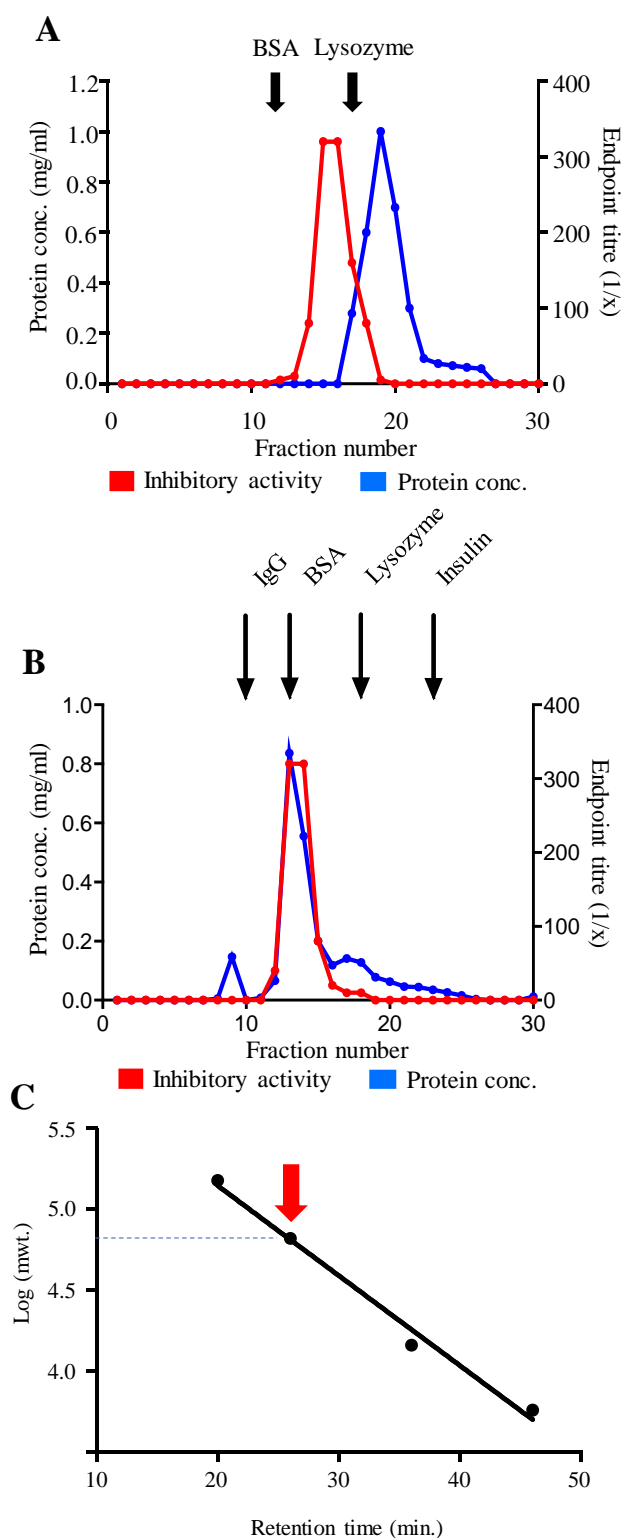 A
BSA Lysozyme
1.2
1.0
0.8
0.6
0.4
0.2
0.0
Protein conc. (mg/ml)
400
300
200
100
0
Endpoint titre (1/x)
0 10 20 30
Fraction number
Inhibitory activity Protein conc.
IgG BSA Lysozyme Insulin
B
1.0
0.8
0.6
0.4
0.2
0.0
Protein conc. (mg/ml)
400
300
200
100
0
Endpoint titre (1/x)
0 10 20 30
Fraction number
Inhibitory activity Protein conc.
C
5.5
5.0
4.5
4.0
Log (mwt.)
10 20 30 40 50
Retention time (min.)